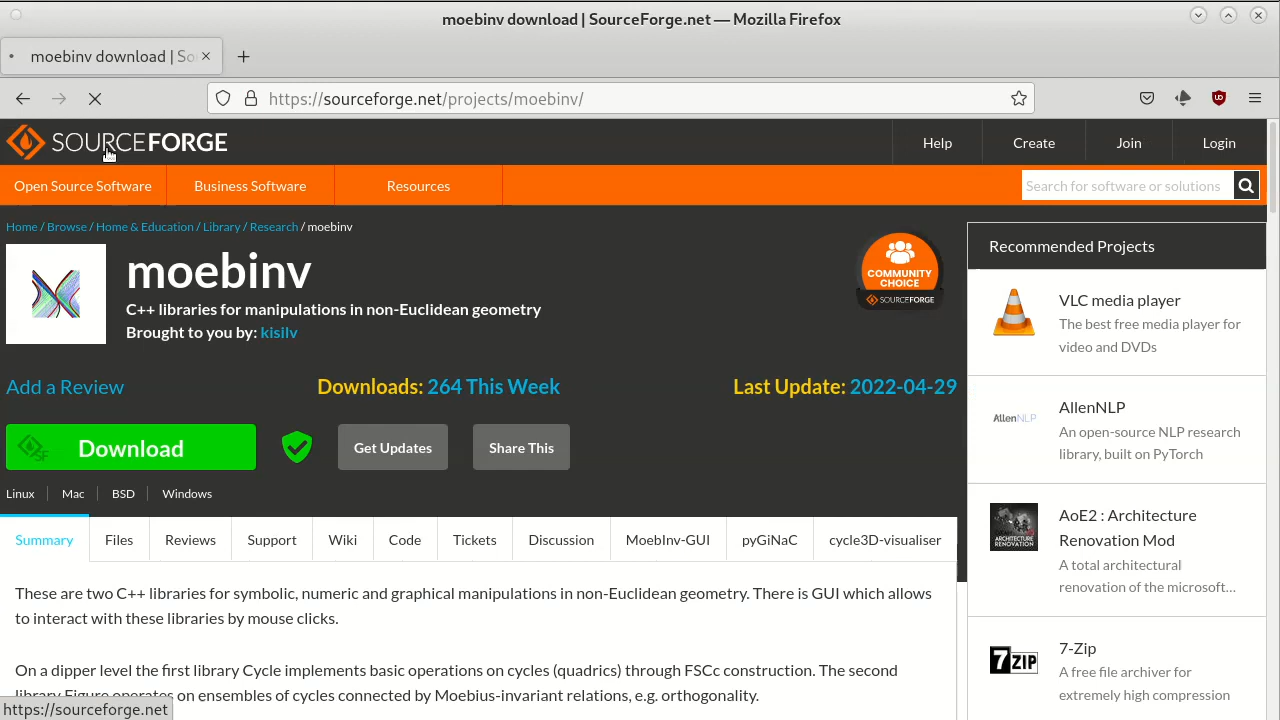 moebinv download | SourceForge.net — Mozilla Firefox
moebinv download | So
https://sourceforge.net/projects/moebinv/
SOURCEFORGE
Help
Create
Join
Login
Open Source Software
Business Software
Resources
Search for software or solutions
Home / Browse / Home & Education / Library / Research / moebinv
moebinv
C++ libraries for manipulations in non-Euclidean geometry
Brought to you by: kisilv
COMMUNITY
CHOICE
SOURCEFORGE
Add a Review
Downloads: 264 This Week
Last Update: 2022-04-29
SF
Download
Get Updates
Share This
Linux
Mac
BSD
Windows
Summary
Files
Reviews
Support
Wiki
Code
Tickets
Discussion
MoebInv-GUI
pyGiNaC
cycle3D-visualiser
These are two C++ libraries for symbolic, numeric and graphical manipulations in non-Euclidean geometry. There is GUI which allows
to interact with these libraries by mouse clicks.
On a dipper level the first library Cycle implements basic operations on cycles (quadrics) through FSCc construction. The second
library Figure operates on ensembles of cycles connected by Moebius-invariant relations, e.g. orthogonality.
https://sourceforge.net
Recommended Projects
VLC media player
The best free media player for
video and DVDs
AllenNLP
AllenNLP
An open-source NLP research
library, built on PyTorch
ARCHITECTURE
RENOVATION
AoE2 : Architecture
Renovation Mod
A total architectural
renovation of the microsoft...
7ZIP
7-Zip
A free file archiver for
extremely high compression